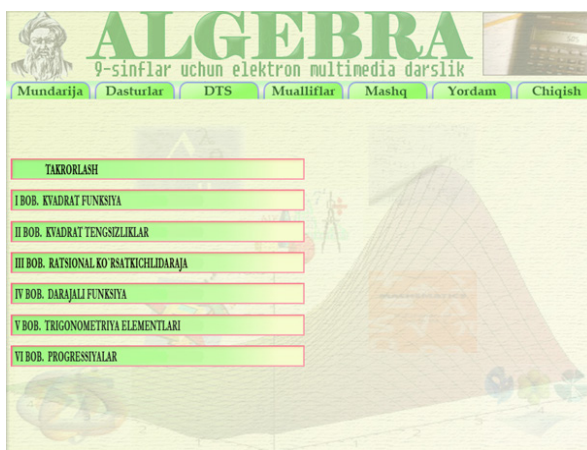 ALGEBRA
9-sinflar uchun elektron multimedia darslik
Mundarija Dasturlar DTS Mualliflar Mashq Yordam Chiqish
TAKRORLASH
I BOB. KVADRAT FUNKSIYA
II BOB. KVADRAT TENGSIZLIKLAR
III BOB. RATSIONAL KO'RSATKICHLIDARAJA
IV BOB. DARAJALI FUNKSIYA
V BOB. TRIGONOMETRIYA ELEMENTLARI
VI BOB. PROGRESSIYALAR